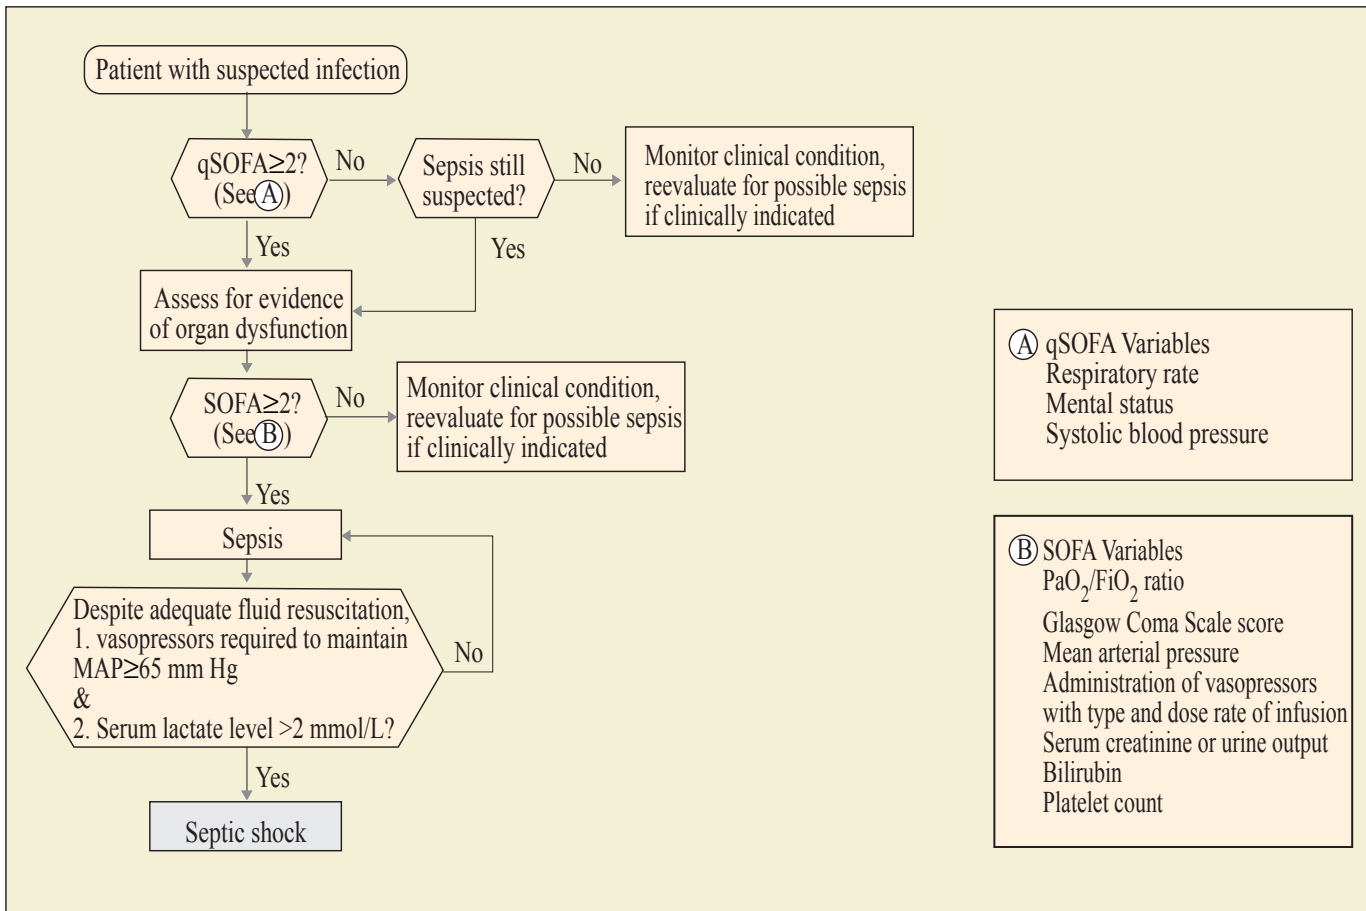 Patient with suspected infection
qSOFA≥2?
(See Ⓐ)
No
Sepsis still
suspected?
No
Monitor clinical condition,
reevaluate for possible sepsis
if clinically indicated
Yes
Yes
Assess for evidence
of organ dysfunction
SOFA≥2?
(See Ⓑ)
No
Monitor clinical condition,
reevaluate for possible sepsis
if clinically indicated
Yes
Sepsis
Despite adequate fluid resuscitation,
1. vasopressors required to maintain
MAP≥65 mm Hg
&
2. Serum lactate level >2 mmol/L?
No
Yes
Septic shock
Ⓐ qSOFA Variables
Respiratory rate
Mental status
Systolic blood pressure
Ⓑ SOFA Variables
PaO₂/FiO₂ ratio
Glasgow Coma Scale score
Mean arterial pressure
Administration of vasopressors
with type and dose rate of infusion
Serum creatinine or urine output
Bilirubin
Platelet count